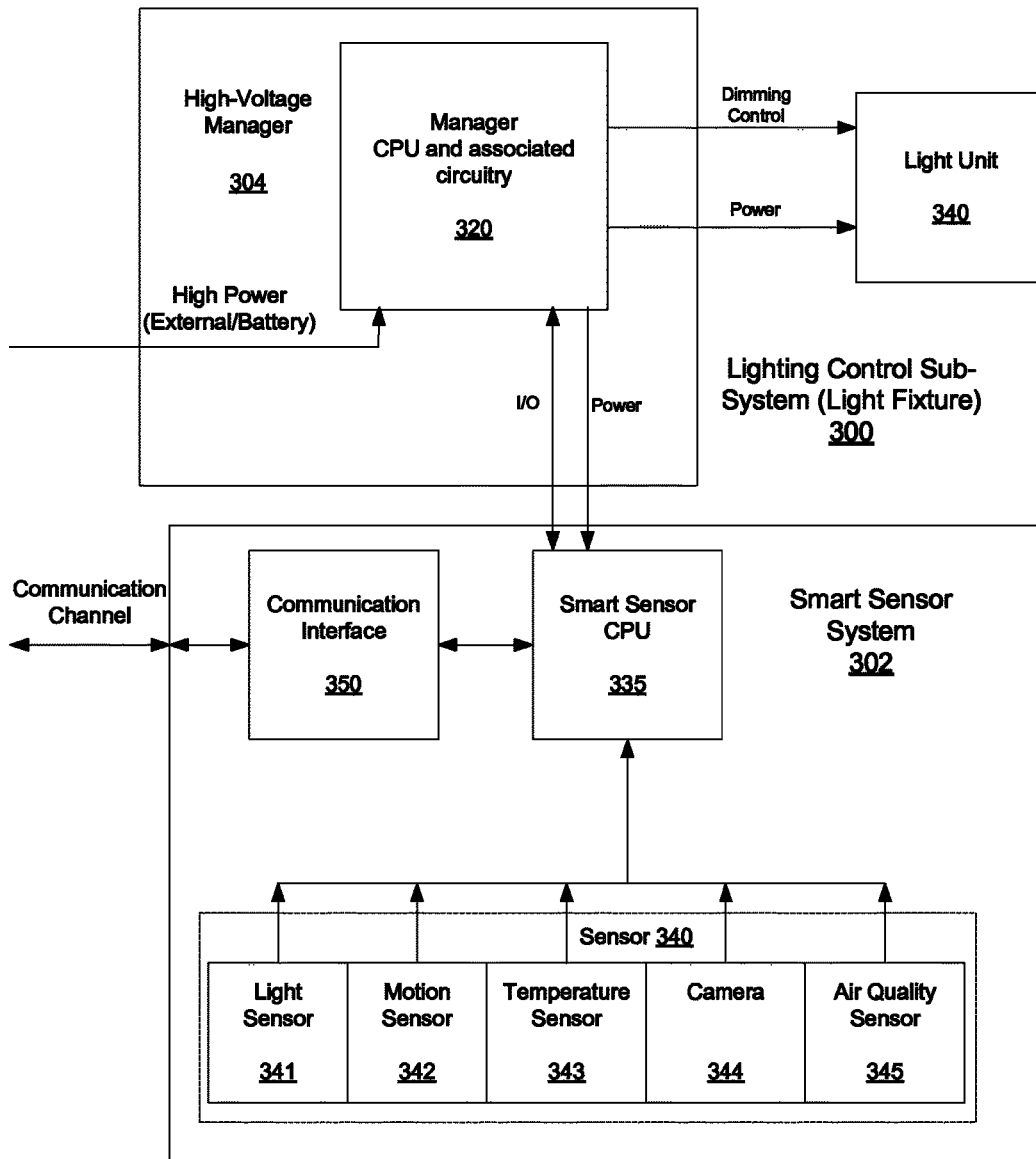 High-Voltage
Manager
304
Manager
CPU and associated
circuitry
320
Dimming
Control
Power
Light Unit
340
High Power
(External/Battery)
I/O
Power
Lighting Control Sub-
System (Light Fixture)
300
Communication
Channel
Communication
Interface
350
Smart Sensor
CPU
335
Smart Sensor
System
302
Sensor 340
Light
Sensor
341
Motion
Sensor
342
Temperature
Sensor
343
Camera
344
Air Quality
Sensor
345